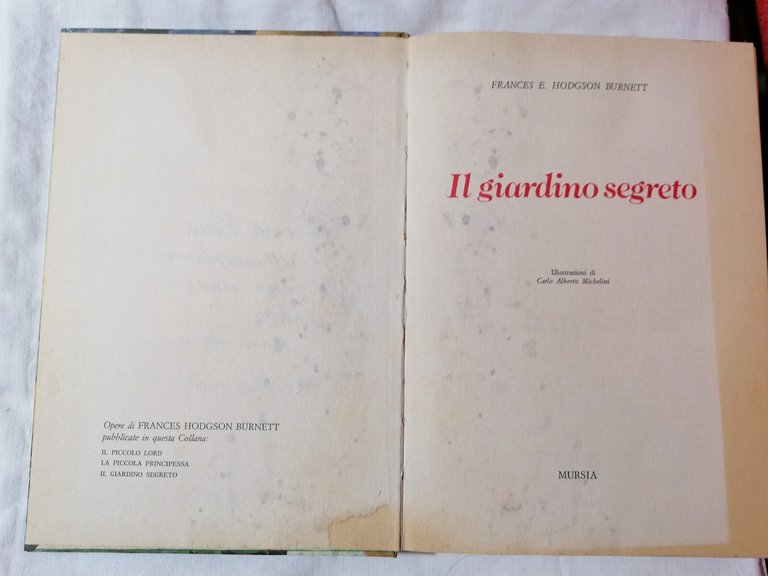 Opere di FRANCES HODGSON BURNETT
pubblicate in questa Collana:
IL PICCOLO LORD
LA PICCOLA PRINCIPESSA
IL GIARDINO SEGRETO
FRANCES E. HODGSON BURNETT
Il giardino segreto
Illustrazioni di
Carlo Alberto Michelini
MURSIA